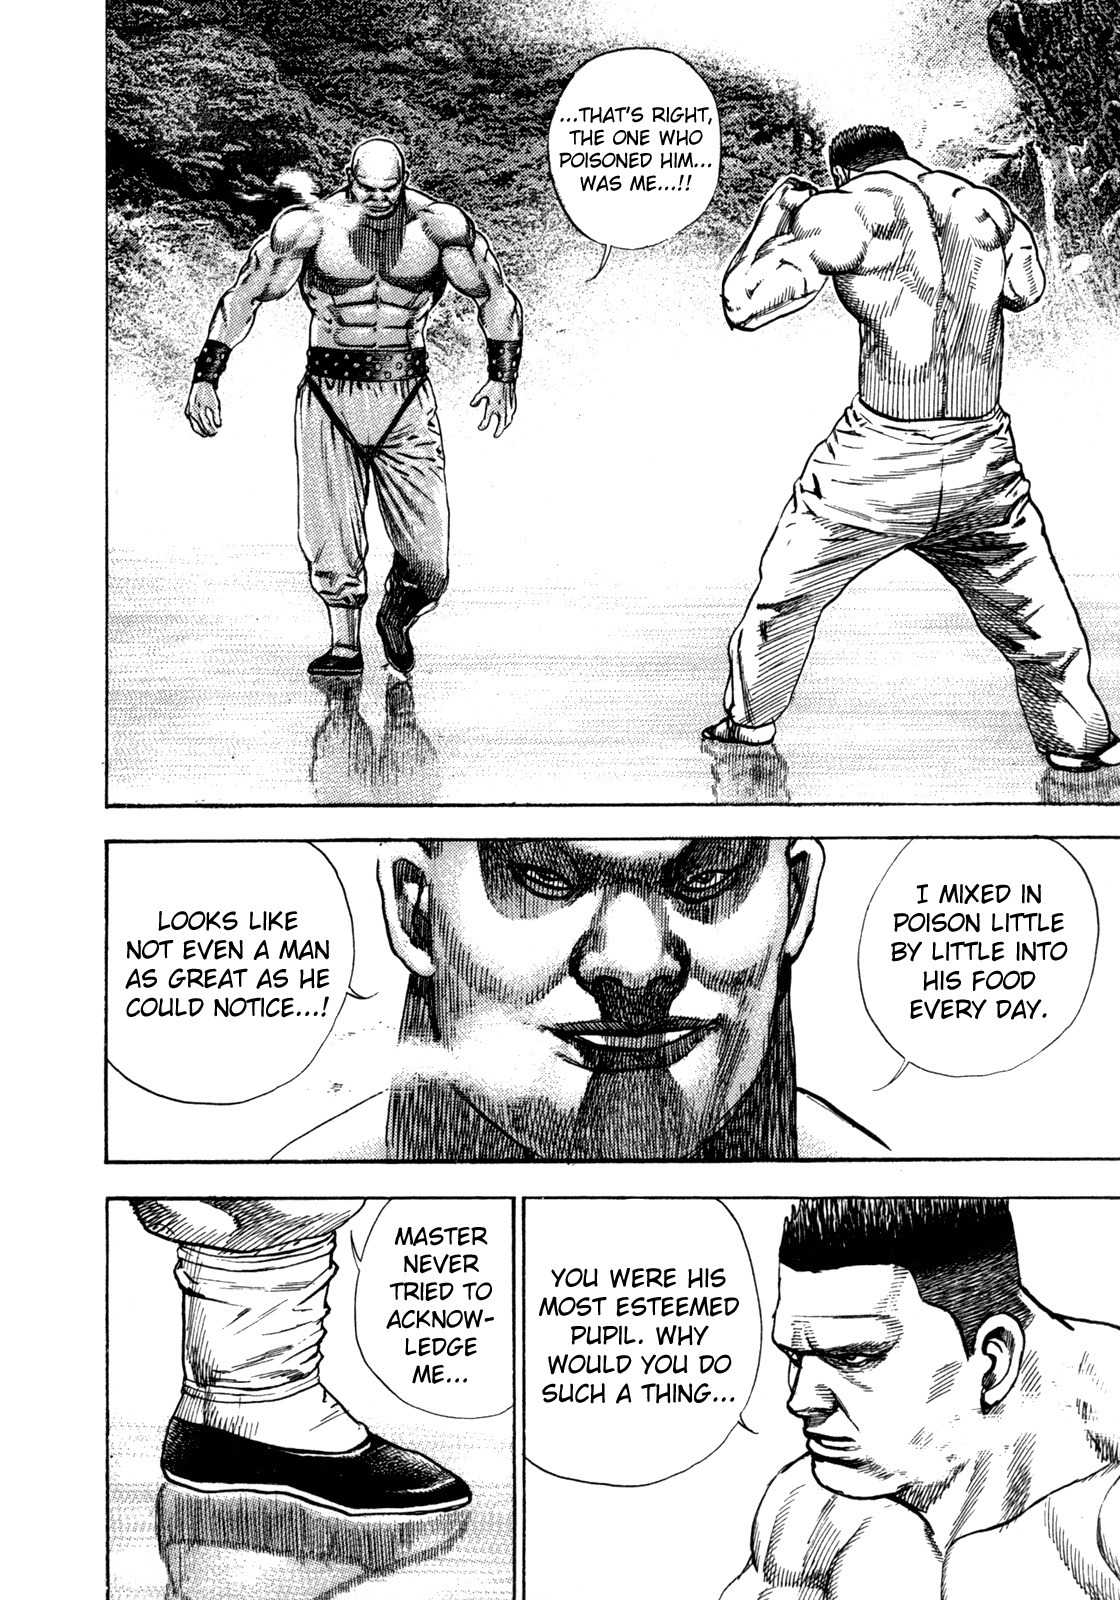 ...THAT'S RIGHT,
THE ONE WHO
POISONED HIM...
WAS ME...!!
I MIXED IN
POISON LITTLE
BY LITTLE INTO
HIS FOOD
EVERY DAY.
LOOKS LIKE
NOT EVEN A MAN
AS GREAT AS HE
COULD NOTICE...!
YOU WERE HIS
MOST ESTEEMED
PUPIL. WHY
WOULD YOU DO
SUCH A THING...
MASTER
NEVER
TRIED TO
ACKNOW-
LEDGE
ME...